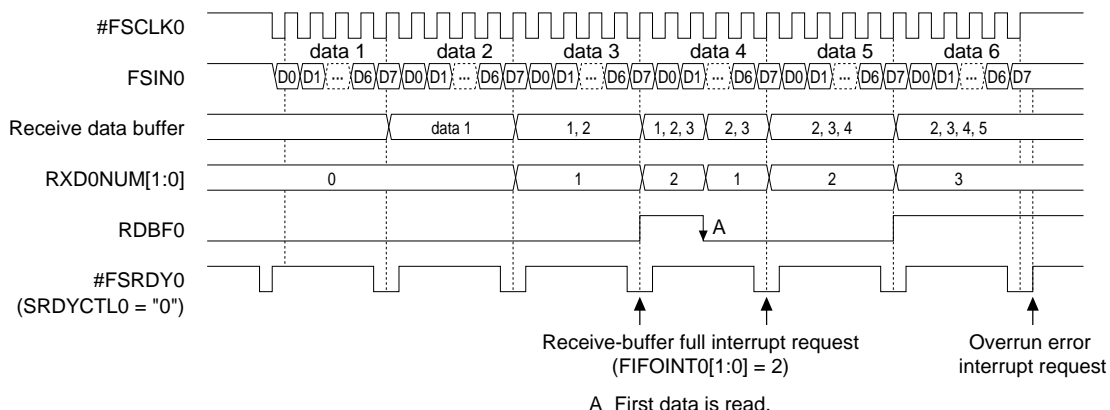 #FSCLK0
data 1 data 2 data 3 data 4 data 5 data 6
FSIN0 D0 D1 ... D6 D7 D0 D1 ... D6 D7 D0 D1 ... D6 D7 D0 D1 ... D6 D7 D0 D1 ... D6 D7 D0 D1 ... D6 D7
Receive data buffer data 1 1, 2 1, 2, 3 2, 3 2, 3, 4 2, 3, 4, 5
RXD0NUM[1:0] 0 1 2 1 2 3
RDBF0 A
#FSRDY0
(SRDYCTL0 = "0")
Receive-buffer full interrupt request Overrun error
(FIFOINT0[1:0] = 2) interrupt request
A First data is read.